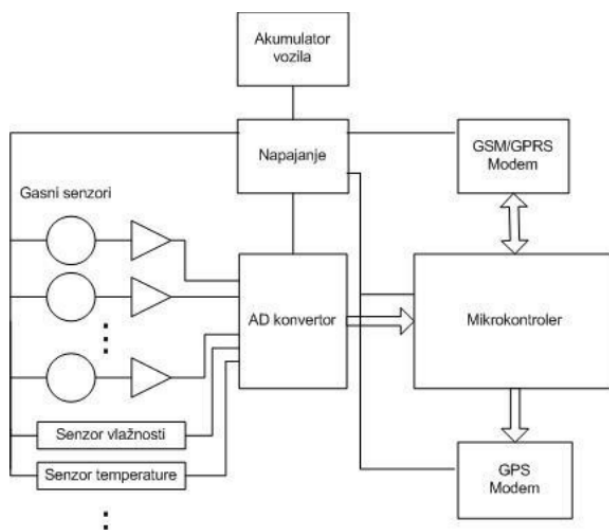 Akumulator
vozila
Napajanje
GSM/GPRS
Modem
Gasni senzori
AD konvertor
Mikrokontroler
Senzor vlažnosti
Senzor temperature
GPS
Modem